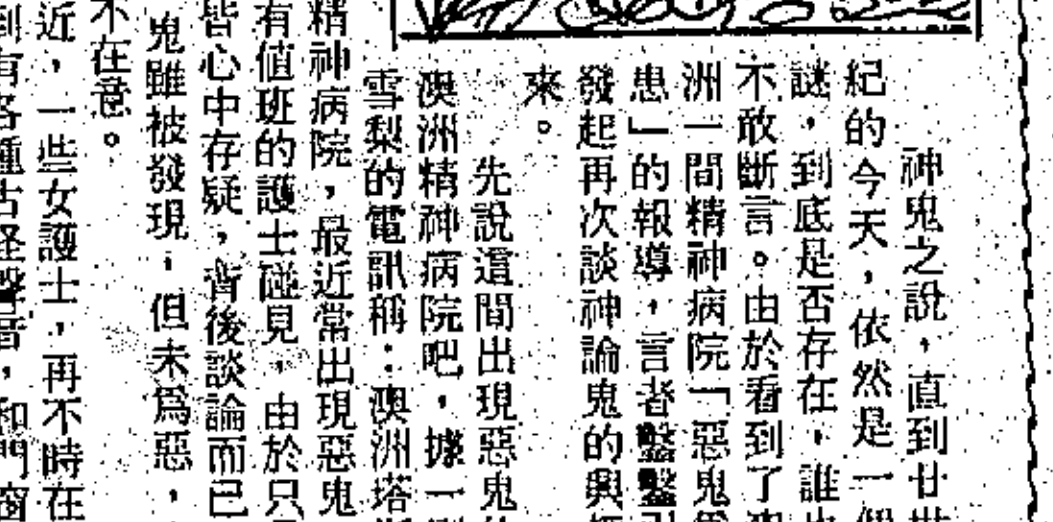 神鬼之說，直到廿世
紀的今天，依然是一個
謎，到底是否存在，誰也
不敢斷言。由於看到了
洲一間精神病院「惡鬼爲
患」的報導，言者鑿鑿引
發起再次談神論鬼的興
來。
先說這間出現惡鬼
澳洲精神病院吧，據一則
雪梨的電訊稱：澳洲塔
精神病院，最近常出現惡鬼
有値班的護士碰見，由於只
皆心中存疑，背後談論而已
鬼雖被發現；但未爲惡，
不在意。
近，一些女護士，再不時在
到有各種古怪聲音，和門窗